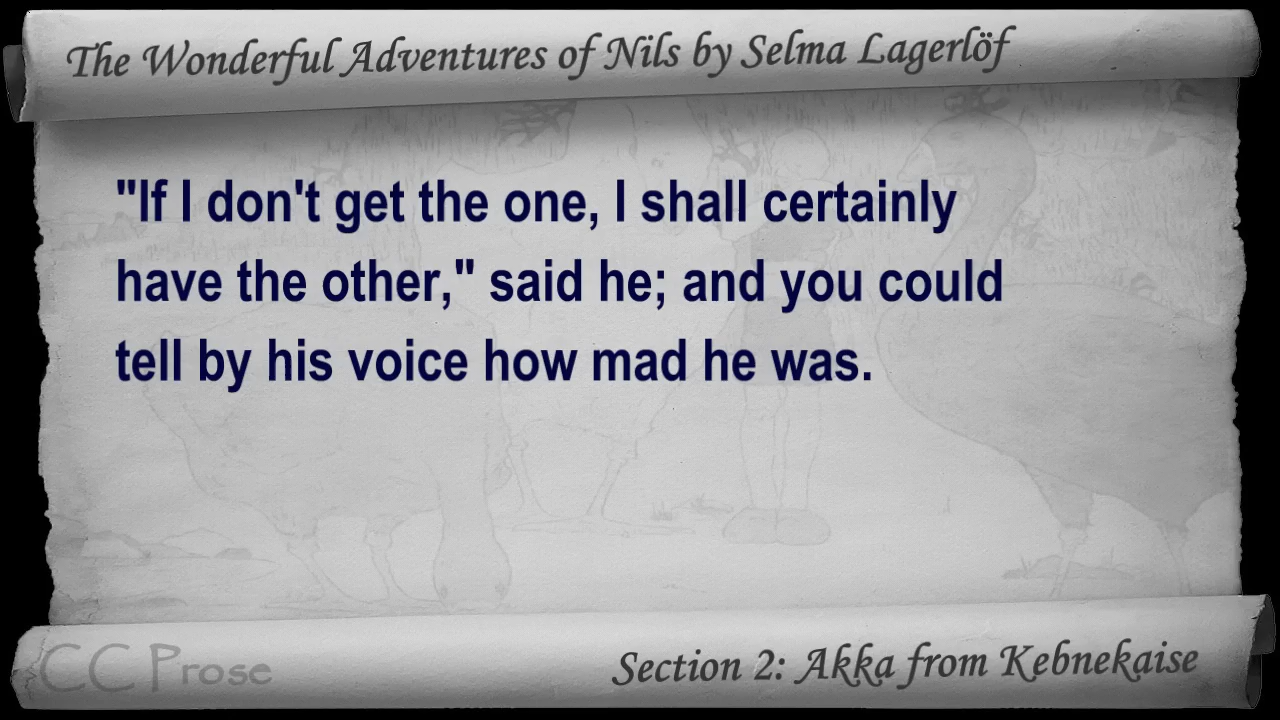 The Wonderful Adventures of Nils by Selma Lagerlöf
"If I don't get the one, I shall certainly
have the other," said he; and you could
tell by his voice how mad he was.
CC Prose
Section 2: Akka from Kebnekaise